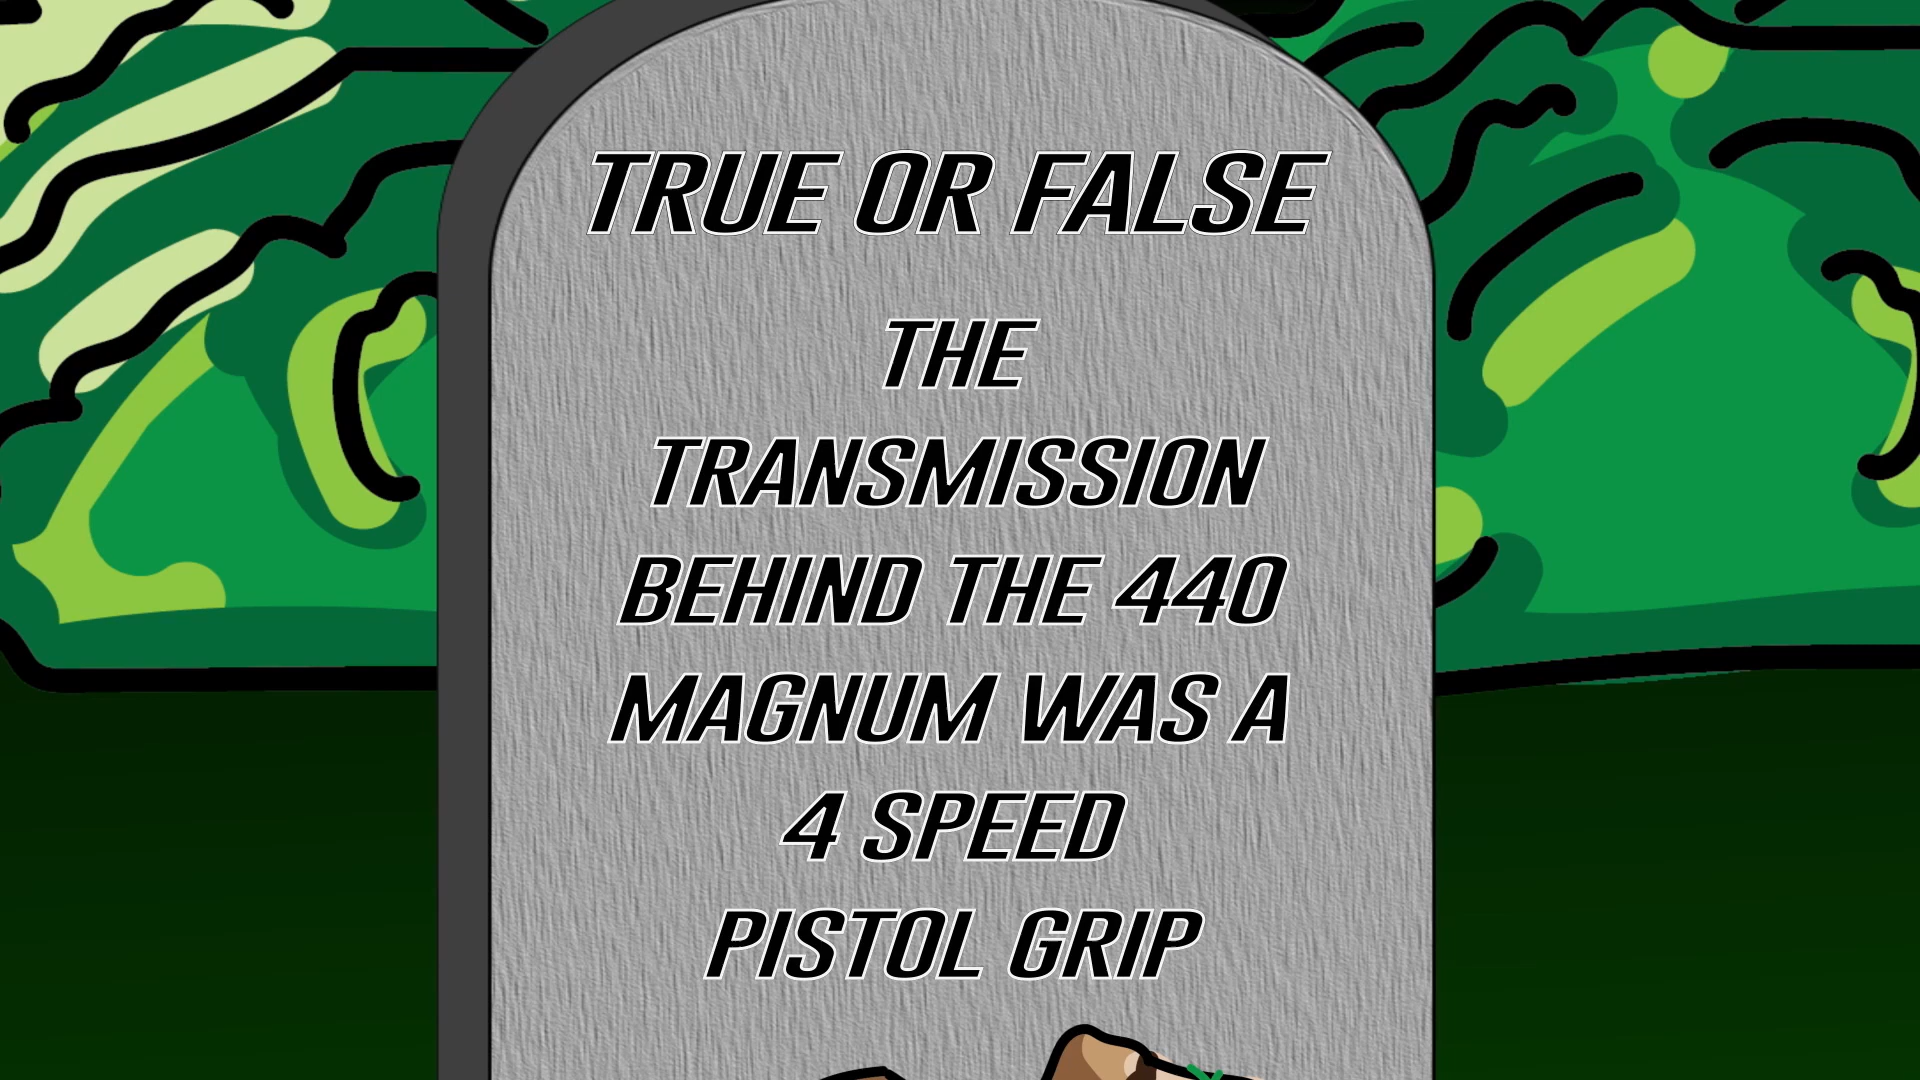 TRUE OR FALSE
THE
TRANSMISSION
BEHIND THE 440
MAGNUM WAS A
4 SPEED
PISTOL GRIP